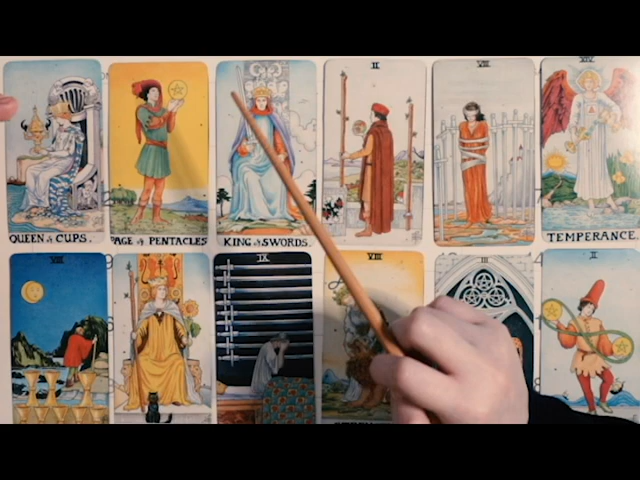 II
VIII
XIV
QUEEN of CUPS.
PAGE of PENTACLES
KING of SWORDS.
TEMPERANCE.
VIII
IX
VIII
III
II